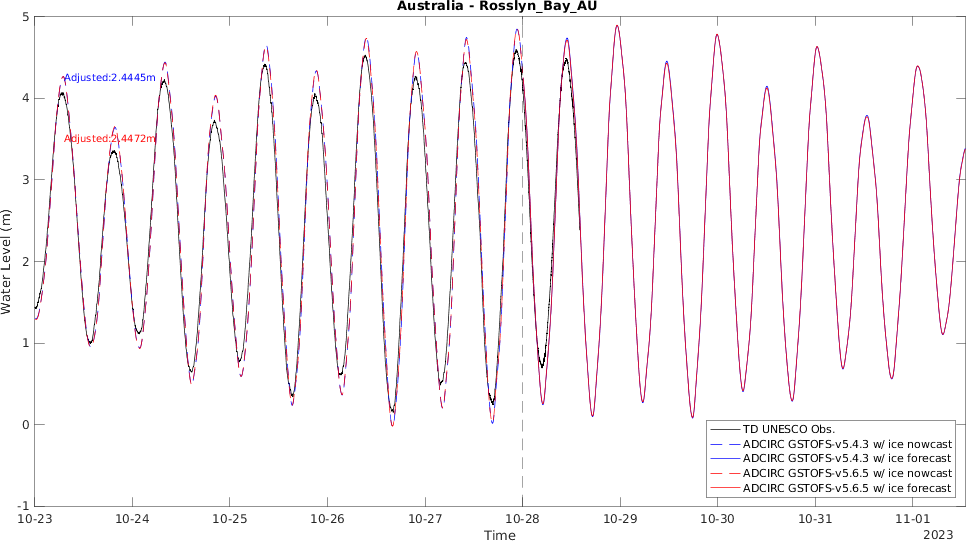 Australia - Rosslyn_Bay_AU
5
4
3
2
1
0
-1
Water Level (m)
Adjusted:2.4445m
Adjusted:2.4472m
TD UNESCO Obs.
ADCIRC GSTOFS-v5.4.3 w/ ice nowcast
ADCIRC GSTOFS-v5.4.3 w/ ice forecast
ADCIRC GSTOFS-v5.6.5 w/ ice nowcast
ADCIRC GSTOFS-v5.6.5 w/ ice forecast
10-23 10-24 10-25 10-26 10-27 10-28 10-29 10-30 10-31 11-01
Time
2023